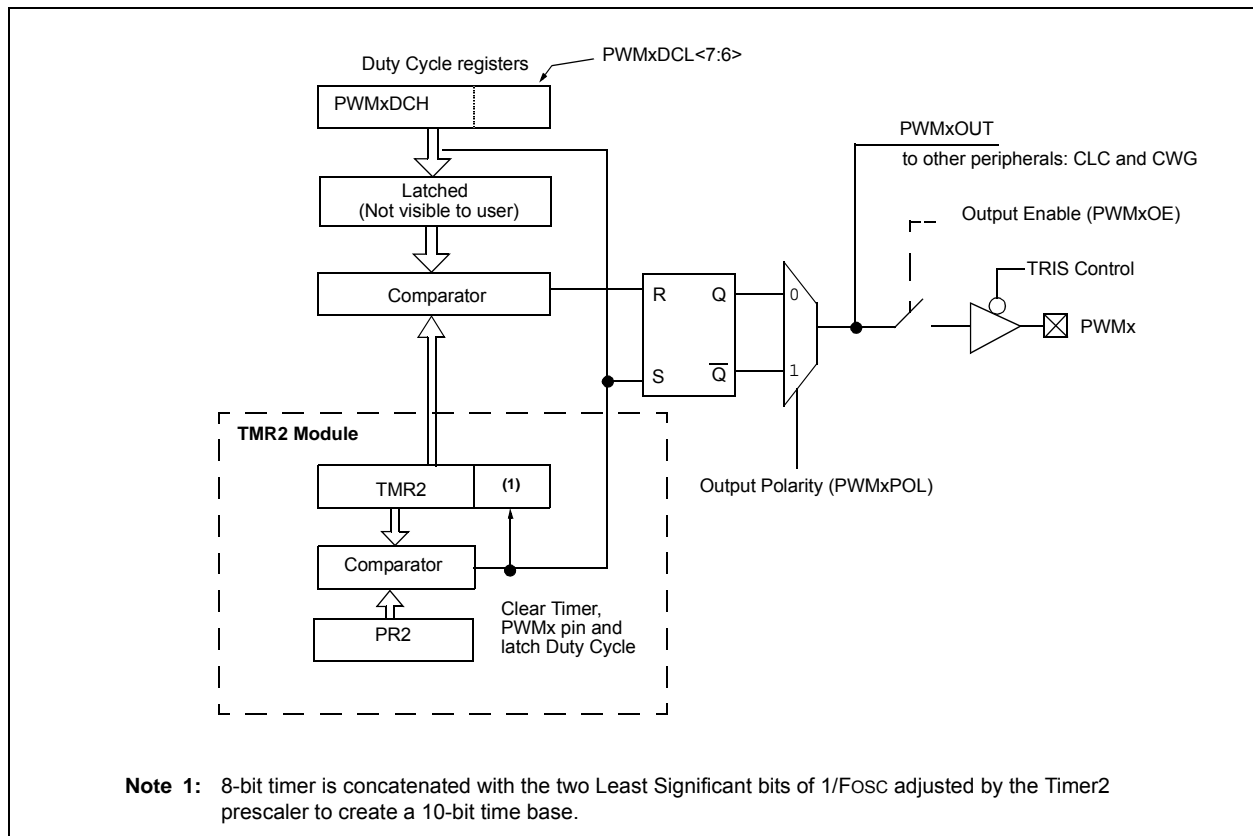 PWMxDCL<7:6>
Duty Cycle registers
PWMxDCH
PWMxOUT
to other peripherals: CLC and CWG
Latched
(Not visible to user)
Output Enable (PWMxOE)
TRIS Control
Comparator
R
Q
0
PWMx
S
Q̅
1
TMR2 Module
Output Polarity (PWMxPOL)
TMR2
(1)
Comparator
Clear Timer,
PWMx pin and
latch Duty Cycle
PR2
Note 1: 8-bit timer is concatenated with the two Least Significant bits of 1/FOSC adjusted by the Timer2
prescaler to create a 10-bit time base.